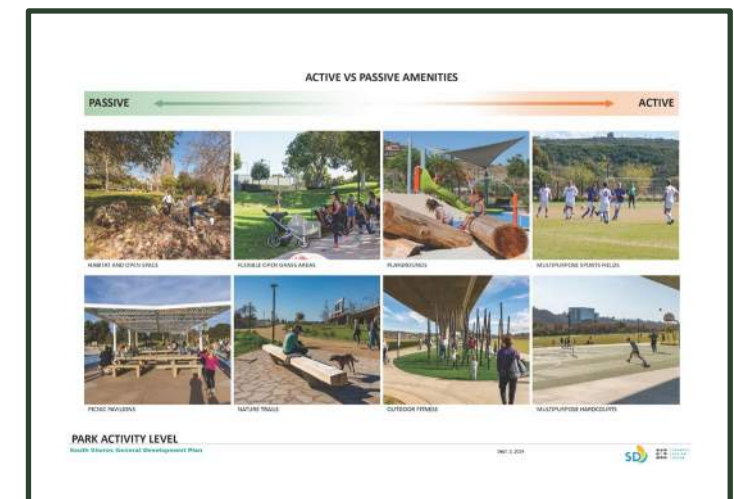 ACTIVE VS PASSIVE AMENITIES
PASSIVE
ACTIVE
HABITAT AND OPEN SPACE
FLEXIBLE OPEN GRASS AREAS
PLAYGROUNDS
MULTIPURPOSE SPORTS FIELDS
PICNIC PAVILIONS
NATURE TRAILS
OUTDOOR FITNESS
MULTIPURPOSE HARDCOURTS
PARK ACTIVITY LEVEL
South Shores General Development Plan
SD